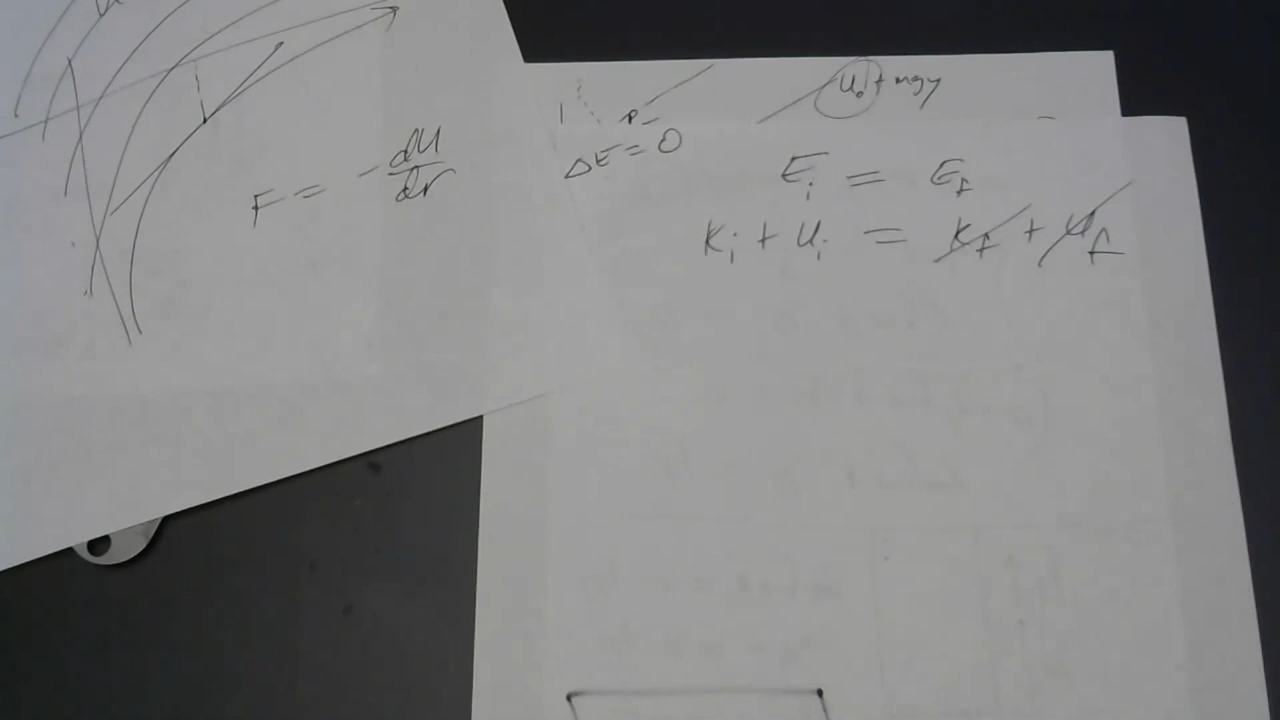 F = - dU/dr
U₀ + mgy
ΔE = 0
Eᵢ = E_f
Kᵢ + Uᵢ = K_f + U_f